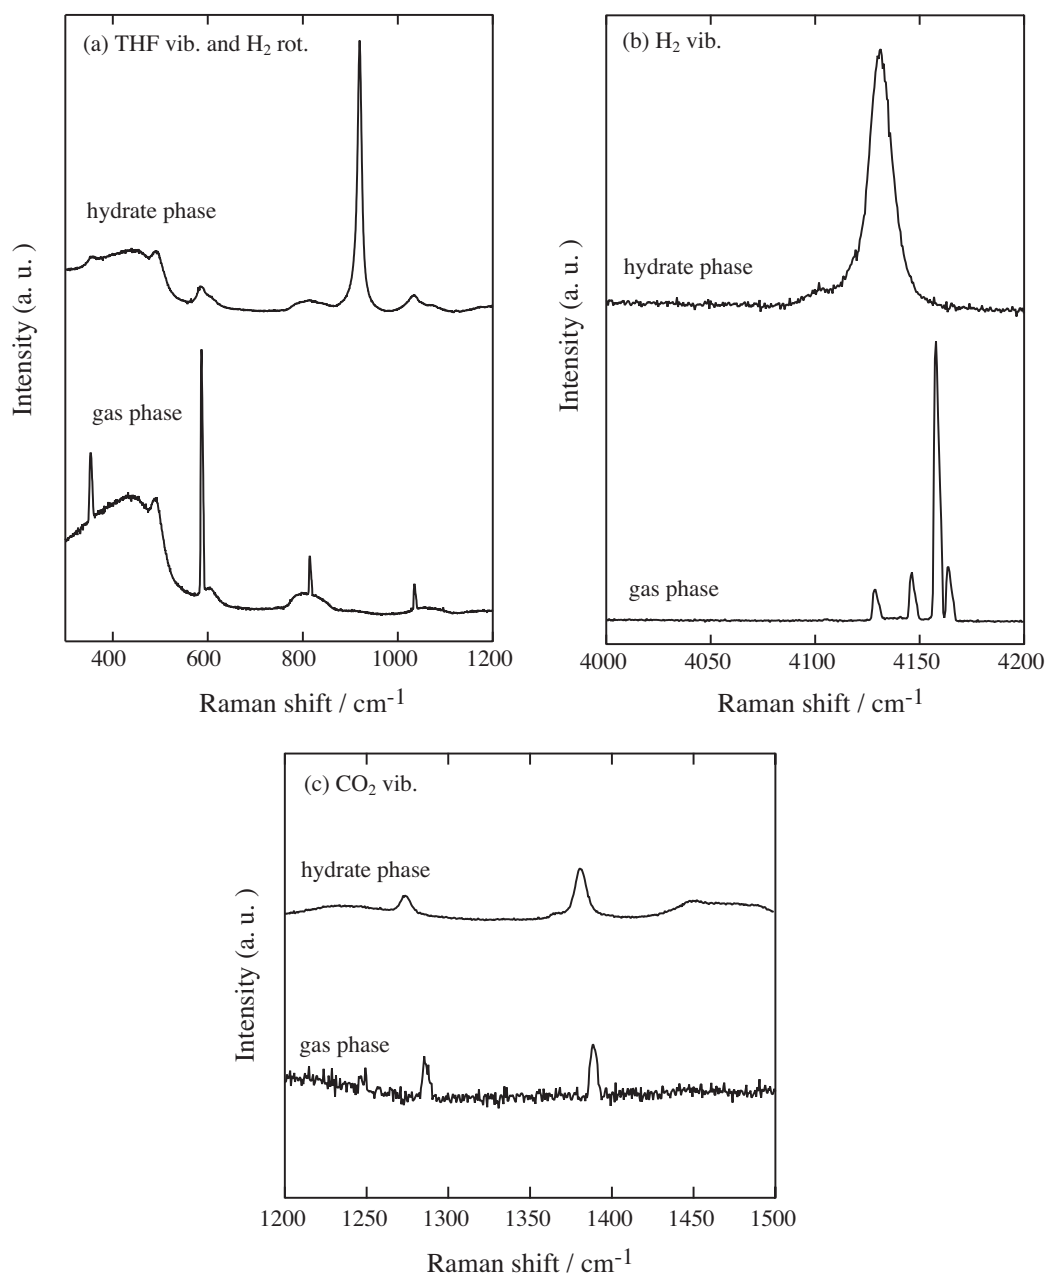 (a) THF vib. and H₂ rot.
hydrate phase
gas phase
Intensity (a. u. )
400 600 800 1000 1200
Raman shift / cm⁻¹
(b) H₂ vib.
hydrate phase
gas phase
Intensity (a. u. )
4000 4050 4100 4150 4200
Raman shift / cm⁻¹
(c) CO₂ vib.
hydrate phase
gas phase
Intensity (a. u. )
1200 1250 1300 1350 1400 1450 1500
Raman shift / cm⁻¹